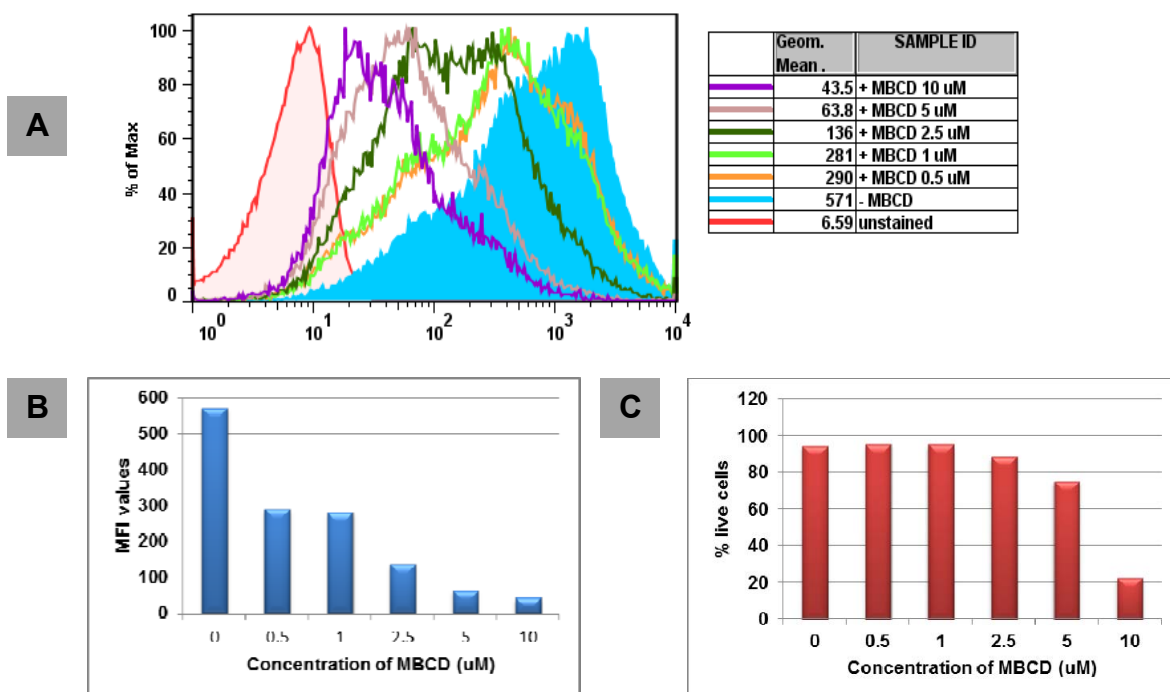 A
% of Max
100
80
60
40
20
0
10^0 10^1 10^2 10^3 10^4
Geom. Mean . SAMPLE ID
43.5 + MBCD 10 uM
63.8 + MBCD 5 uM
136 + MBCD 2.5 uM
281 + MBCD 1 uM
290 + MBCD 0.5 uM
571 - MBCD
6.59 unstained
B
MFI values
600
500
400
300
200
100
0
0 0.5 1 2.5 5 10
Concentration of MBCD (uM)
C
% live cells
120
100
80
60
40
20
0
0 0.5 1 2.5 5 10
Concentration of MBCD (uM)